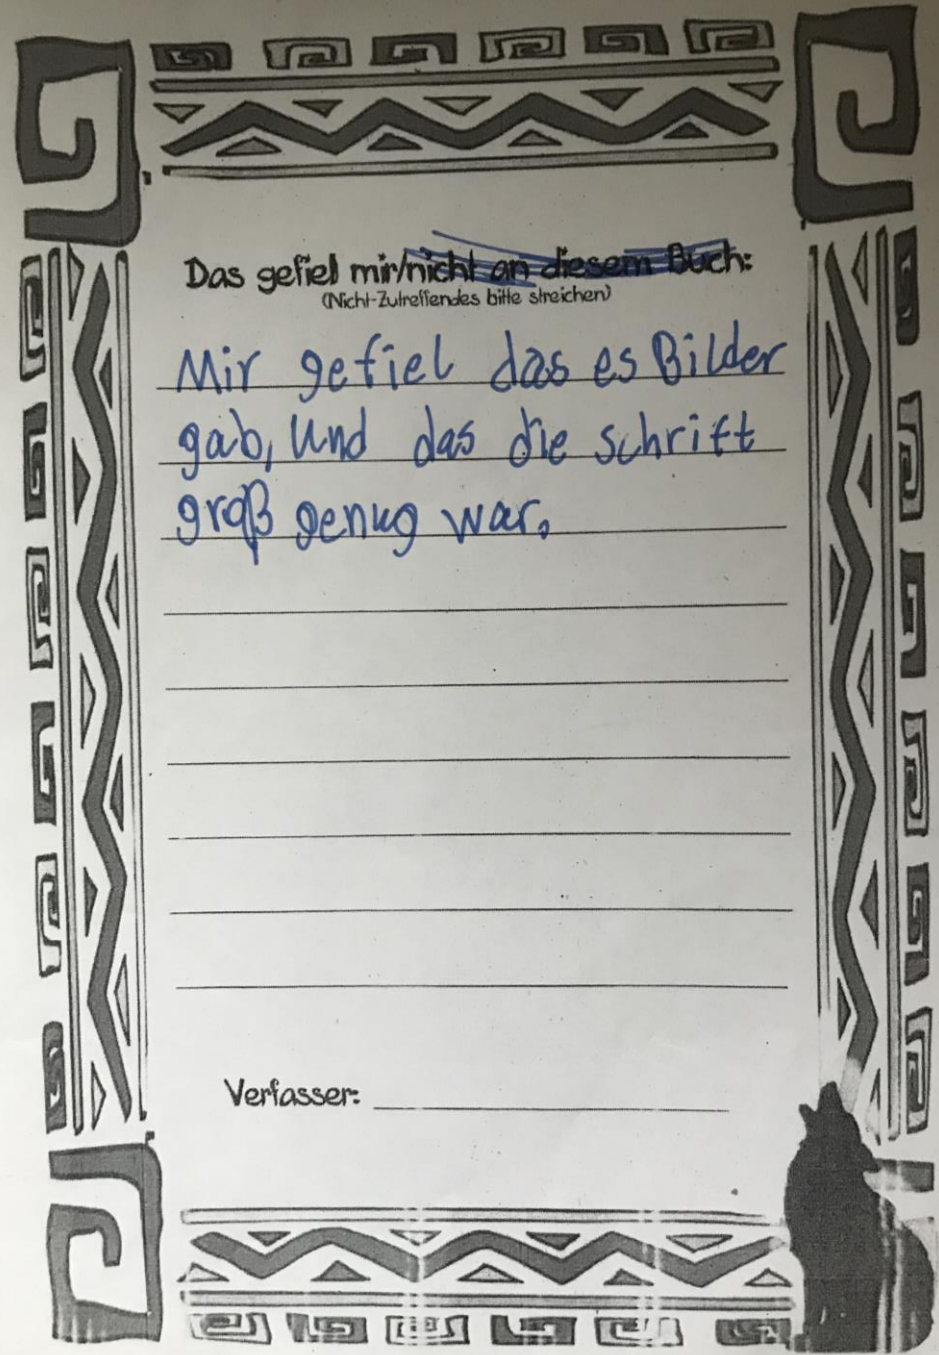 Das gefiel mir/nicht an diesem Buch:
(Nicht-Zutreffendes bitte streichen)
Mir gefiel das es Bilder
gab, Und das die schrift
groß genug war.
Verfasser: